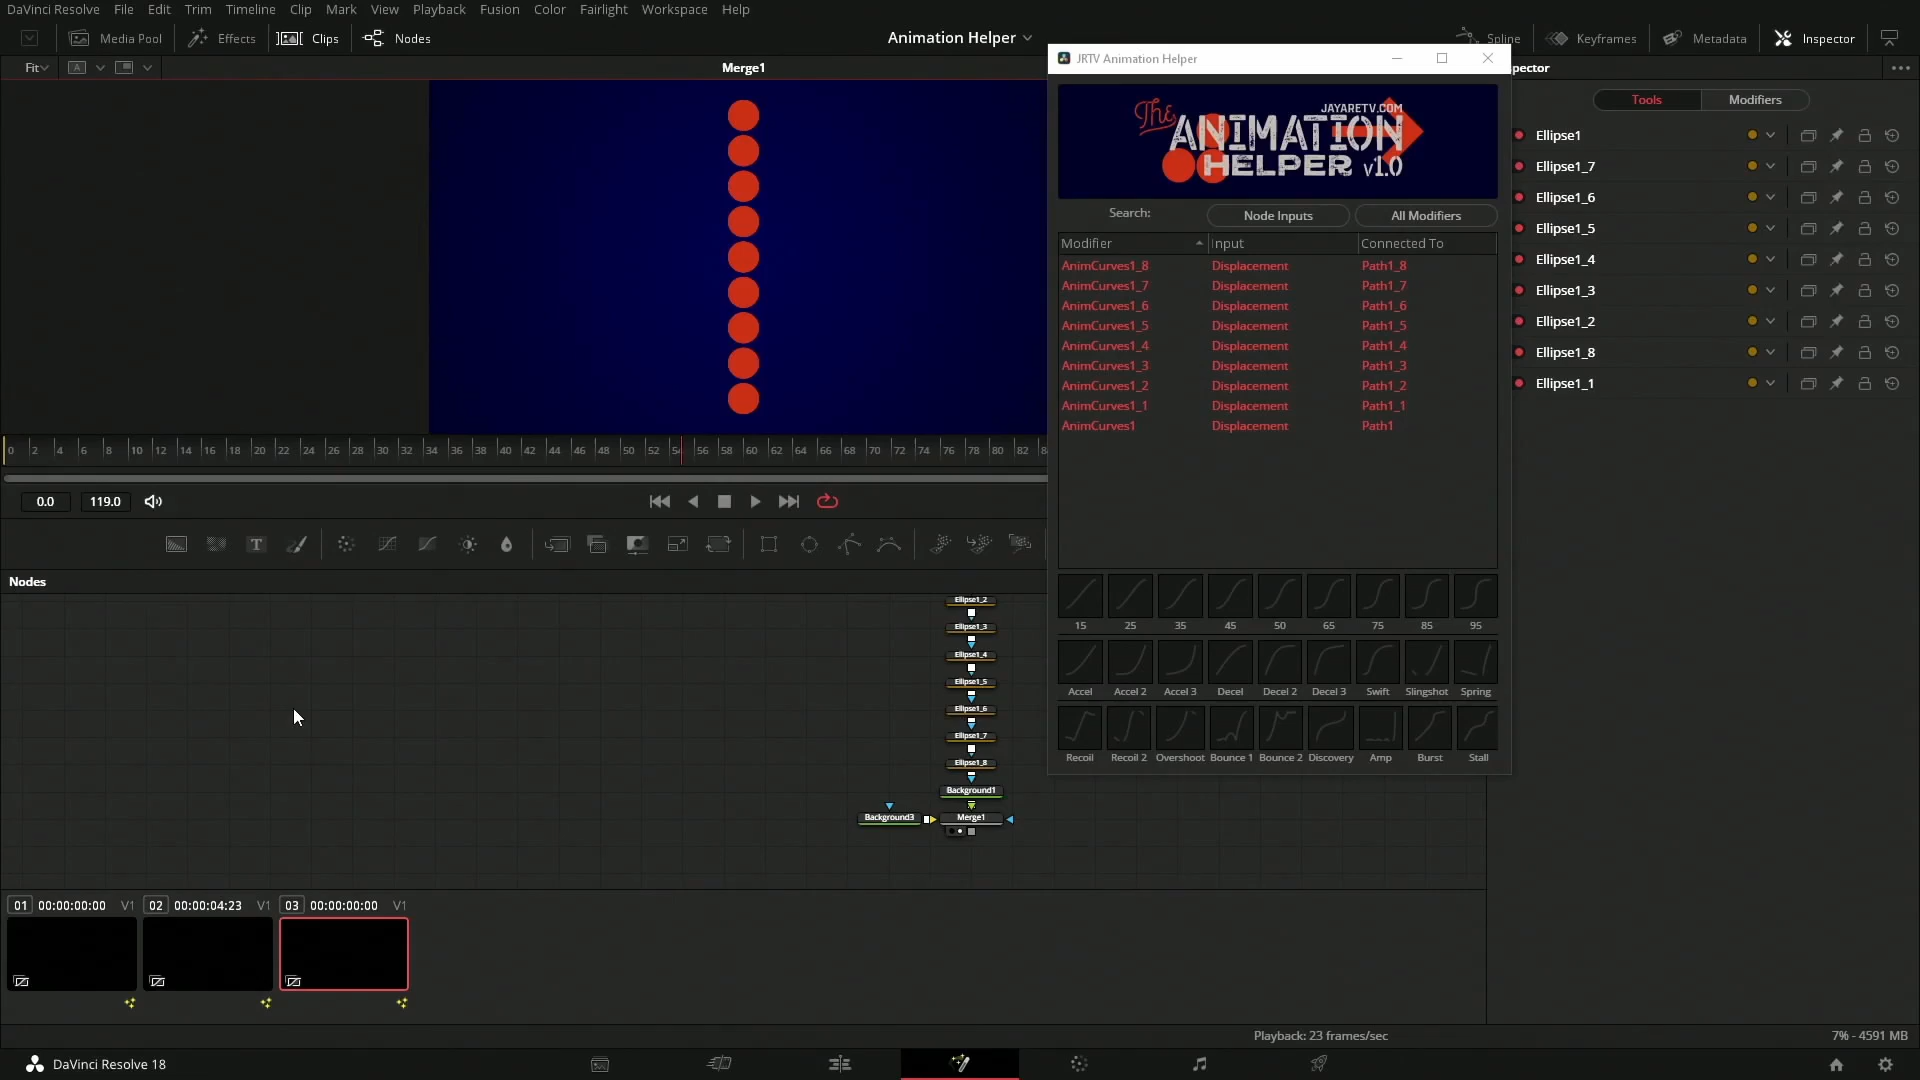 DaVinci Resolve File Edit Trim Timeline Clip Mark View Playback Fusion Color Fairlight Workspace Help
Media Pool Effects Clips Nodes Animation Helper Spline Keyframes Metadata Inspector
Fit A Merge1
JRTV Animation Helper
pector
Tools Modifiers
JAYARETV.COM
The
ANIMATION
HELPER v1.0
Search: Node Inputs All Modifiers
Modifier Input Connected To
AnimCurves1_8 Displacement Path1_8
AnimCurves1_7 Displacement Path1_7
AnimCurves1_6 Displacement Path1_6
AnimCurves1_5 Displacement Path1_5
AnimCurves1_4 Displacement Path1_4
AnimCurves1_3 Displacement Path1_3
AnimCurves1_2 Displacement Path1_2
AnimCurves1_1 Displacement Path1_1
AnimCurves1 Displacement Path1
15 25 35 45 50 65 75 85 95
Accel Accel 2 Accel 3 Decel Decel 2 Decel 3 Swift Slingshot Spring
Recoil Recoil 2 Overshoot Bounce 1 Bounce 2 Discovery Amp Burst Stall
Ellipse1
Ellipse1_7
Ellipse1_6
Ellipse1_5
Ellipse1_4
Ellipse1_3
Ellipse1_2
Ellipse1_8
Ellipse1_1
0 2 4 6 8 10 12 14 16 18 20 22 24 26 28 30 32 34 36 38 40 42 44 46 48 50 52 54 56 58 60 62 64 66 68 70 72 74 76 78 80 82
0.0 119.0
T
Nodes
Ellipse1_2
Ellipse1_3
Ellipse1_4
Ellipse1_5
Ellipse1_6
Ellipse1_7
Ellipse1_8
Background1
Background3 Merge1
01 00:00:00:00 V1 02 00:00:04:23 V1 03 00:00:00:00 V1
Playback: 23 frames/sec 7% - 4591 MB
DaVinci Resolve 18